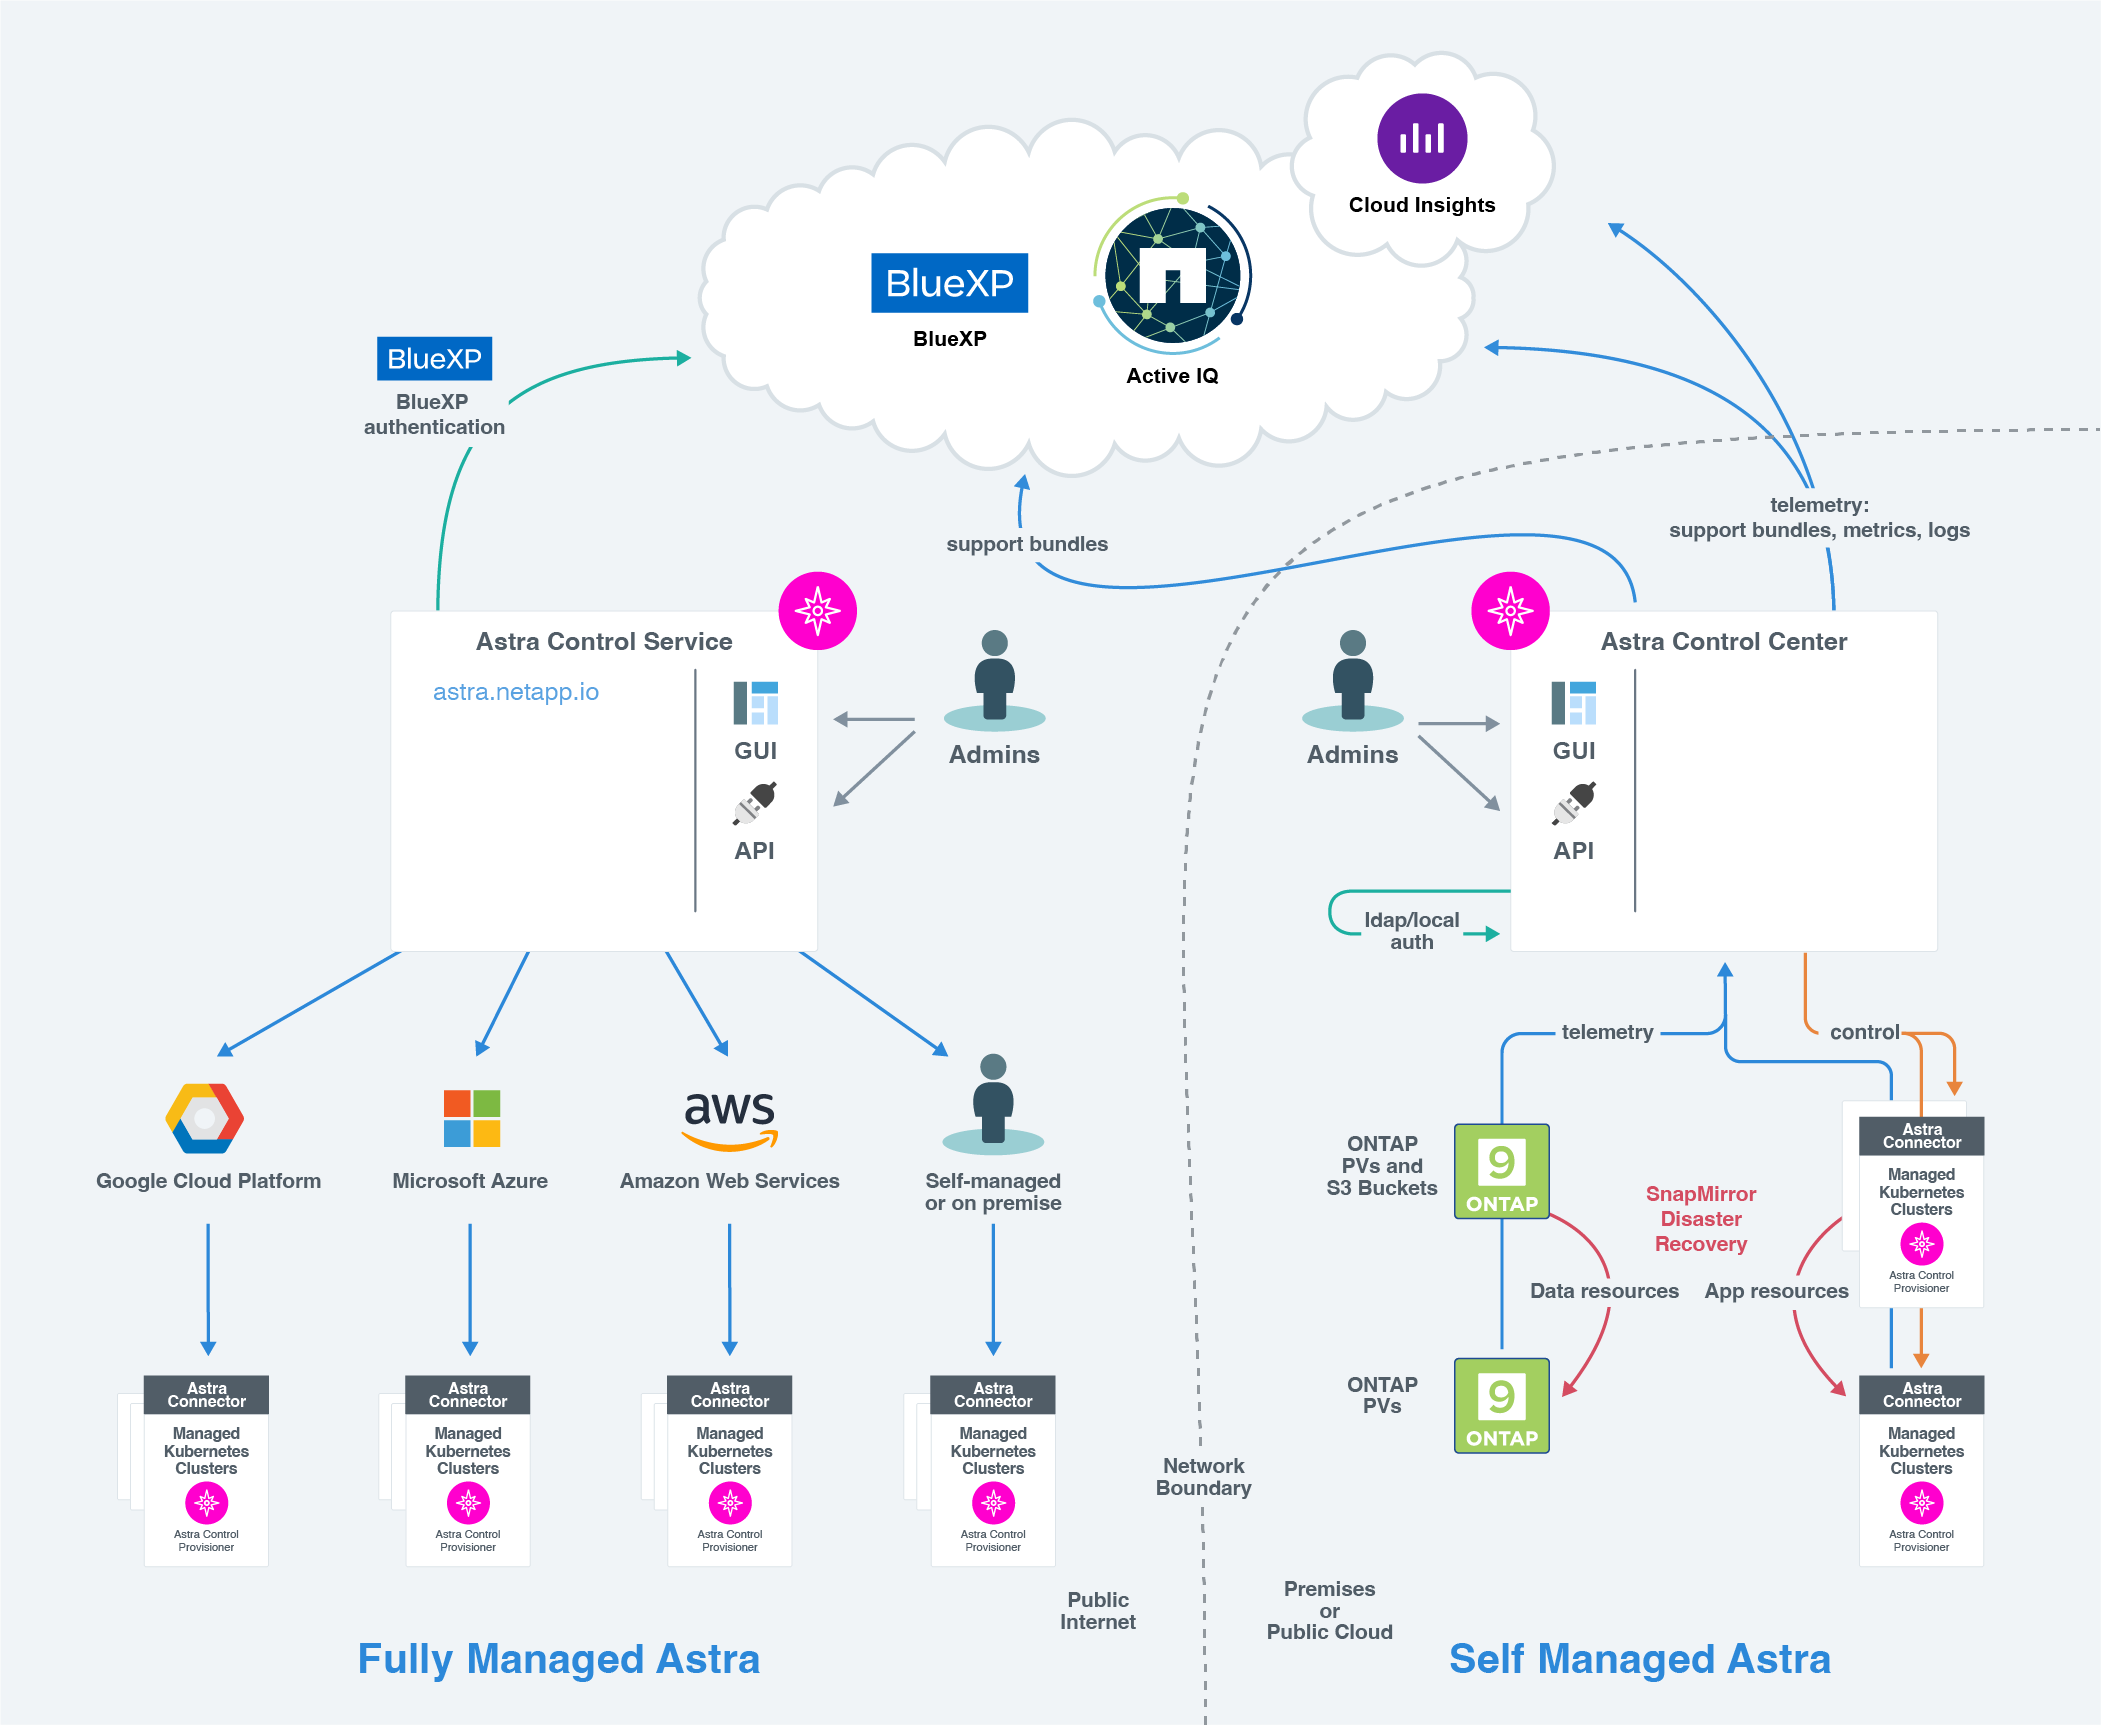 Cloud Insights
BlueXP
BlueXP
Active IQ
BlueXP
BlueXP
authentication
support bundles
telemetry:
support bundles, metrics, logs
Astra Control Service
astra.netapp.io
GUI
API
Admins
Admins
Astra Control Center
GUI
API
ldap/local
auth
Google Cloud Platform
Microsoft Azure
aws
Amazon Web Services
Self-managed
or on premise
Astra
Connector
Managed
Kubernetes
Clusters
Astra Control
Provisioner
Astra
Connector
Managed
Kubernetes
Clusters
Astra Control
Provisioner
Astra
Connector
Managed
Kubernetes
Clusters
Astra Control
Provisioner
Astra
Connector
Managed
Kubernetes
Clusters
Astra Control
Provisioner
telemetry
control
ONTAP
PVs and
S3 Buckets
9
ONTAP
SnapMirror
Disaster
Recovery
Data resources
App resources
Astra
Connector
Managed
Kubernetes
Clusters
Astra Control
Provisioner
ONTAP
PVs
9
ONTAP
Astra
Connector
Managed
Kubernetes
Clusters
Astra Control
Provisioner
Network
Boundary
Public
Internet
Premises
or
Public Cloud
Fully Managed Astra
Self Managed Astra